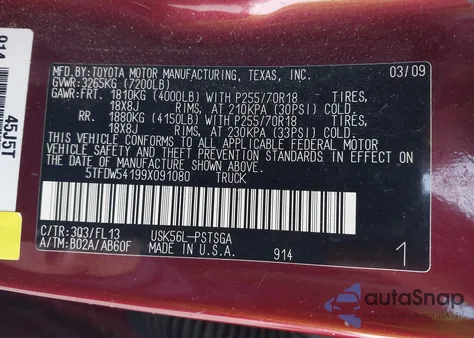 914
45J5T
MFD. BY: TOYOTA MOTOR MANUFACTURING, TEXAS, INC. 03/09
GVWR: 3265KG (7200LB)
GAWR: FRT. 1810KG (4000LB) WITH P255/70R18 TIRES,
18X8J RIMS, AT 210KPA (30PSI) COLD
RR. 1880KG (4150LB) WITH P255/70R18 TIRES,
18X8J RIMS, AT 230KPA (33PSI) COLD
THIS VEHICLE CONFORMS TO ALL APPLICABLE FEDERAL MOTOR
VEHICLE SAFETY STANDARDS IN EFFECT ON THE DATE OF
MANUFACTURE SHOWN ABOVE.
5TFDW54199X091080 TRUCK
C/TR: 3Q3/FL13 USK56L-PSTSGA
A/TM: B02A/AB60F MADE IN U.S.A. 914 1
autoSnap